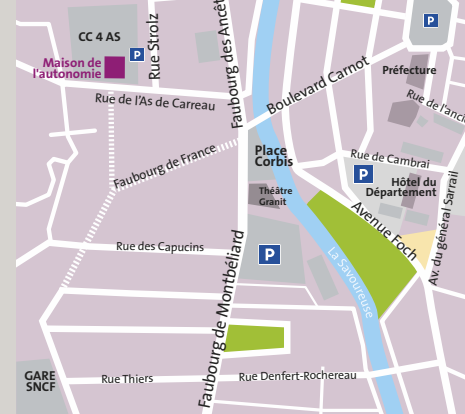 P
CC 4 AS
P
Maison de
l'autonomie
Rue Strolz
Faubourg des Ancêt
Boulevard Carnot
Préfecture
Rue de l'As de Carreau
Rue de l'anci
Faubourg de France
Place
Corbis
Rue de Cambrai
P
Hôtel du
Département
Théâtre
Granit
Avenue Foch
Av. du général Sarrail
Rue des Capucins
P
La Savoureuse
Faubourg de Montbéliard
GARE
SNCF
Rue Thiers
Rue Denfert-Rochereau